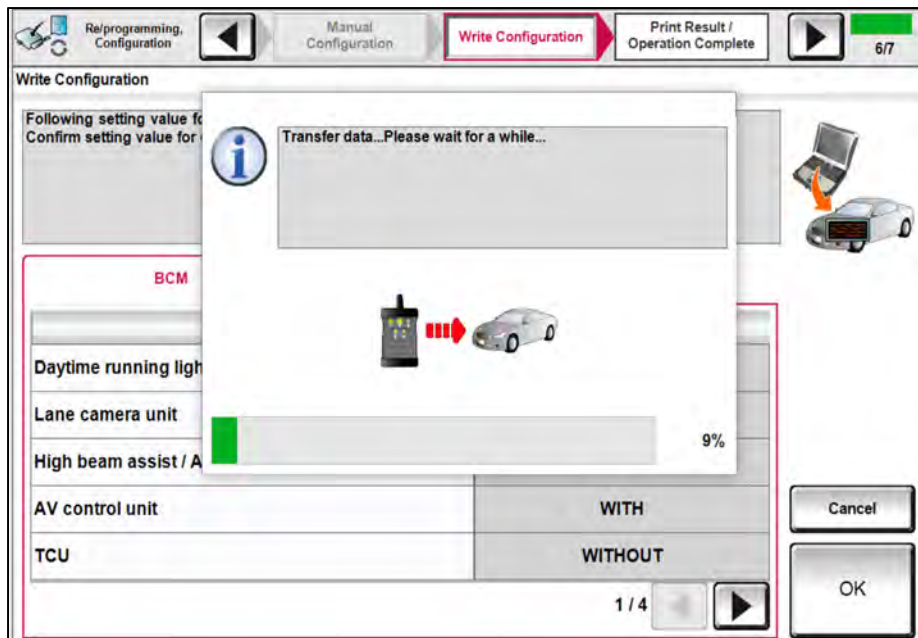 Re/programming,
Configuration
Manual
Configuration
Write Configuration
Print Result /
Operation Complete
6/7
Write Configuration
Following setting value fo
Confirm setting value for
Transfer data...Please wait for a while...
BCM
Daytime running ligh
Lane camera unit
High beam assist / A
9%
AV control unit
WITH
TCU
WITHOUT
1 / 4
Cancel
OK